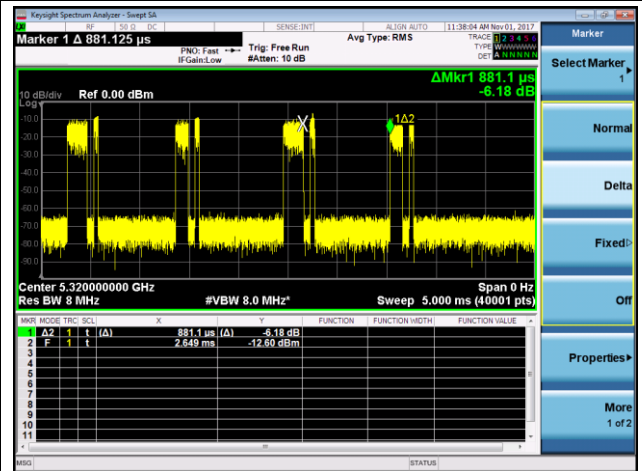 Keysight Spectrum Analyzer - Swept SA
RF 50 Ω DC SENSE:INT ALIGN AUTO 11:38:04 AM Nov 01, 2017
Marker 1 Δ 881.125 µs
PNO: Fast
IFGain:Low
Trig: Free Run
#Atten: 10 dB
Avg Type: RMS
TRACE 1 2 3 4 5 6
TYPE WWWWWW
DET A N N N N N
ΔMkr1 881.1 µs
-6.18 dB
10 dB/div Ref 0.00 dBm
Log
-10.0
-20.0
-30.0
-40.0
-50.0
-60.0
-70.0
-80.0
-90.0
X
1Δ2
Center 5.320000000 GHz Span 0 Hz
Res BW 8 MHz #VBW 8.0 MHz* Sweep 5.000 ms (40001 pts)
MKR MODE TRC SCL X Y FUNCTION FUNCTION WIDTH FUNCTION VALUE
1 Δ2 1 t (Δ) 881.1 µs (Δ) -6.18 dB
2 F 1 t 2.649 ms -12.60 dBm
3
4
5
6
7
8
9
10
11
MSG STATUS
Marker
Select Marker
1
Normal
Delta
Fixed
Off
Properties
More
1 of 2